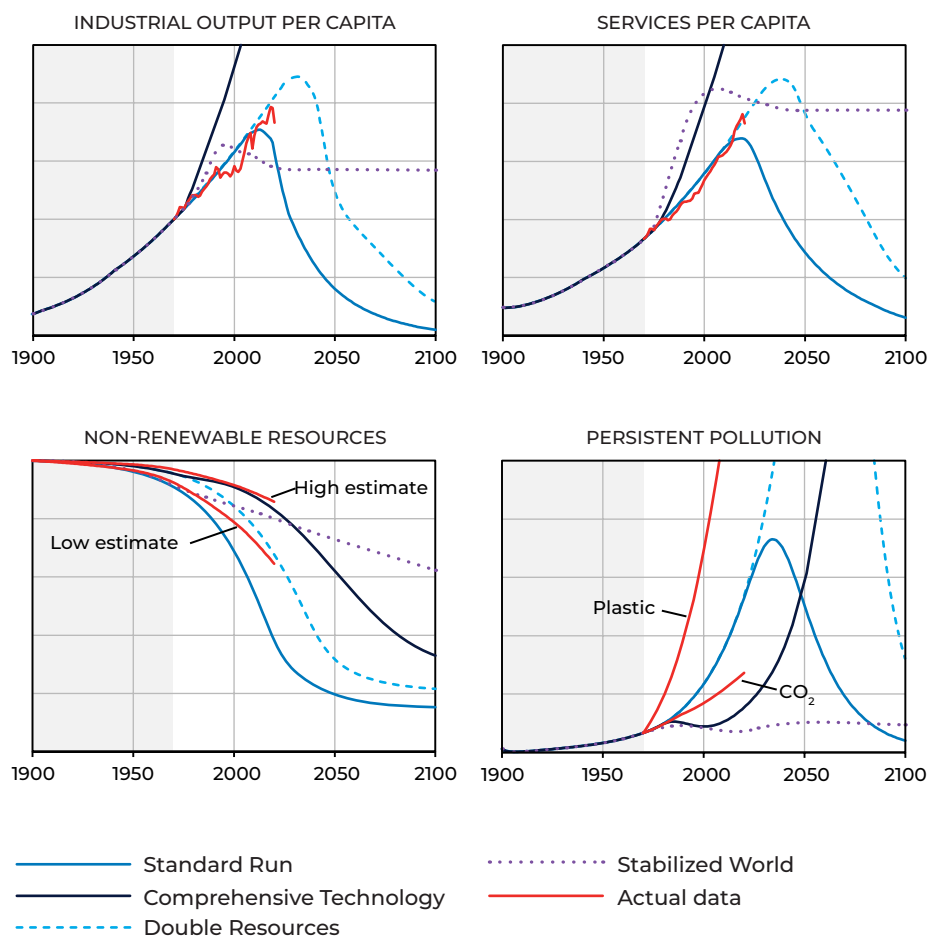 INDUSTRIAL OUTPUT PER CAPITA
1900 1950 2000 2050 2100
SERVICES PER CAPITA
1900 1950 2000 2050 2100
NON-RENEWABLE RESOURCES
High estimate
Low estimate
1900 1950 2000 2050 2100
PERSISTENT POLLUTION
Plastic
CO₂
1900 1950 2000 2050 2100
Standard Run
Comprehensive Technology
Double Resources
Stabilized World
Actual data